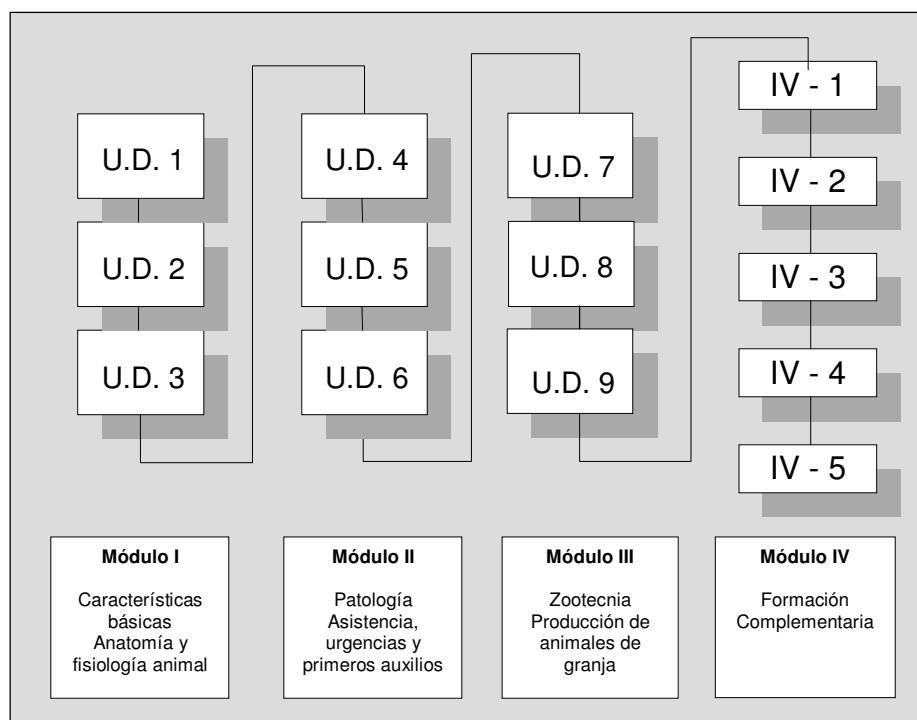 U.D. 1
U.D. 2
U.D. 3
U.D. 4
U.D. 5
U.D. 6
U.D. 7
U.D. 8
U.D. 9
IV - 1
IV - 2
IV - 3
IV - 4
IV - 5
Módulo I
Características
básicas
Anatomía y
fisiología animal
Módulo II
Patología
Asistencia,
urgencias y
primeros auxilios
Módulo III
Zootecnia
Producción de
animales de
granja
Módulo IV
Formación
Complementaria